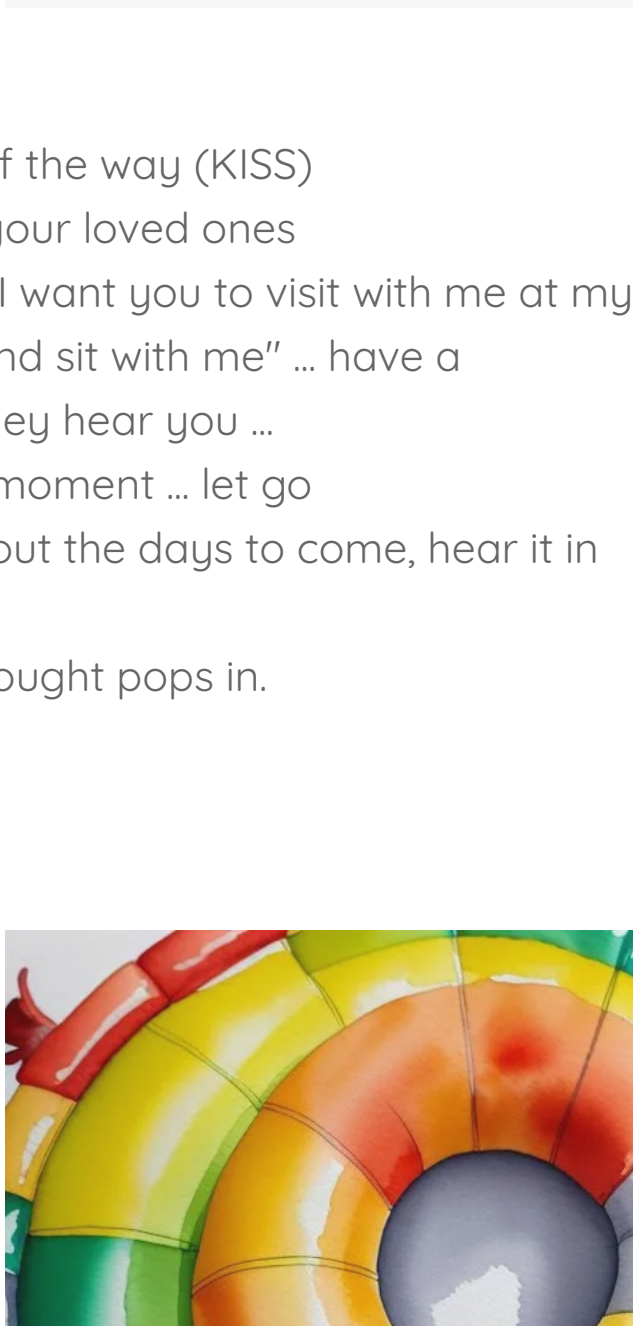 f the way (KISS)
your loved ones
I want you to visit with me at my
nd sit with me" ... have a
ey hear you ...
moment ... let go
out the days to come, hear it in
ought pops in.